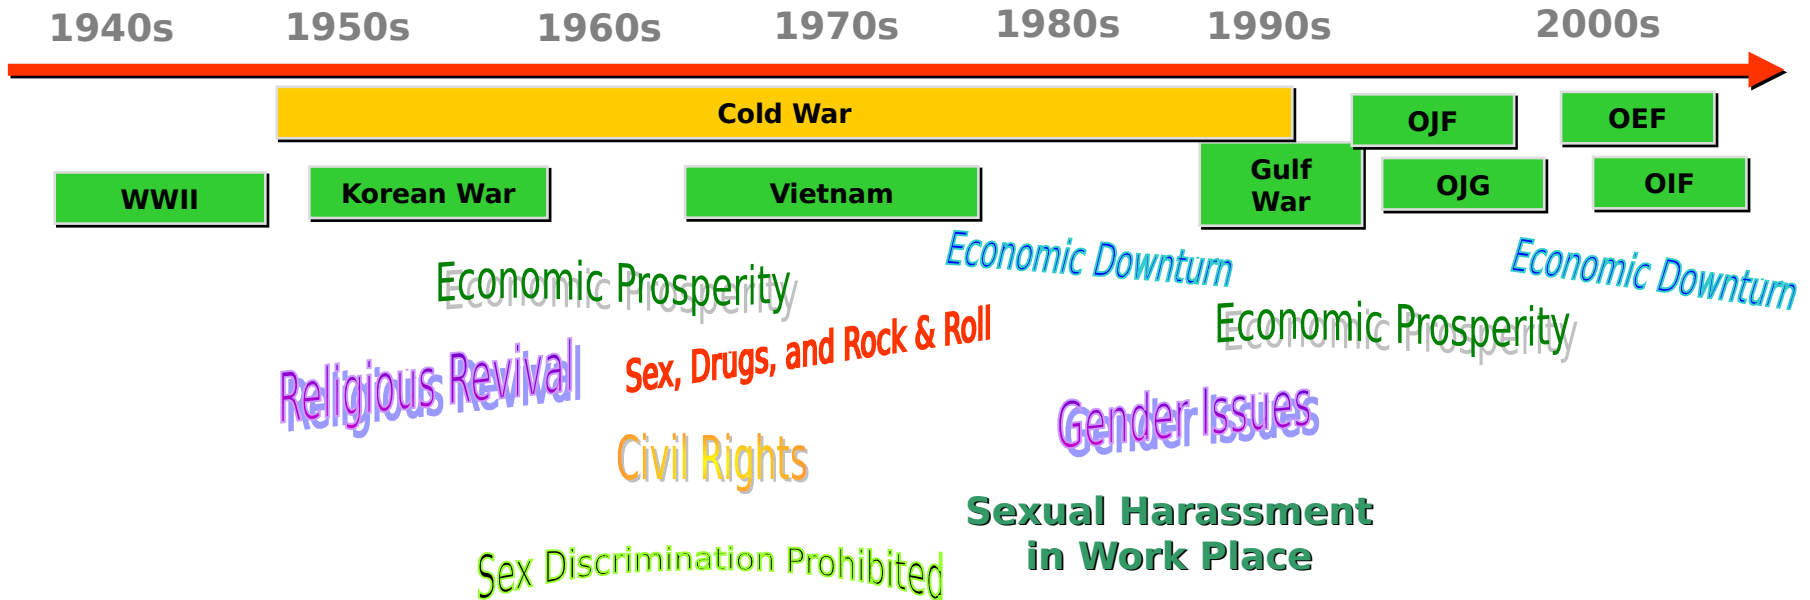 1940s 1950s 1960s 1970s 1980s 1990s 2000s
Cold War
OJF
OEF
WWII
Korean War
Vietnam
Gulf
War
OJG
OIF
Economic Prosperity
Economic Downturn
Economic Downturn
Economic Prosperity
Religious Revival
Sex, Drugs, and Rock & Roll
Gender Issues
Civil Rights
Sexual Harassment
in Work Place
Sex Discrimination Prohibited